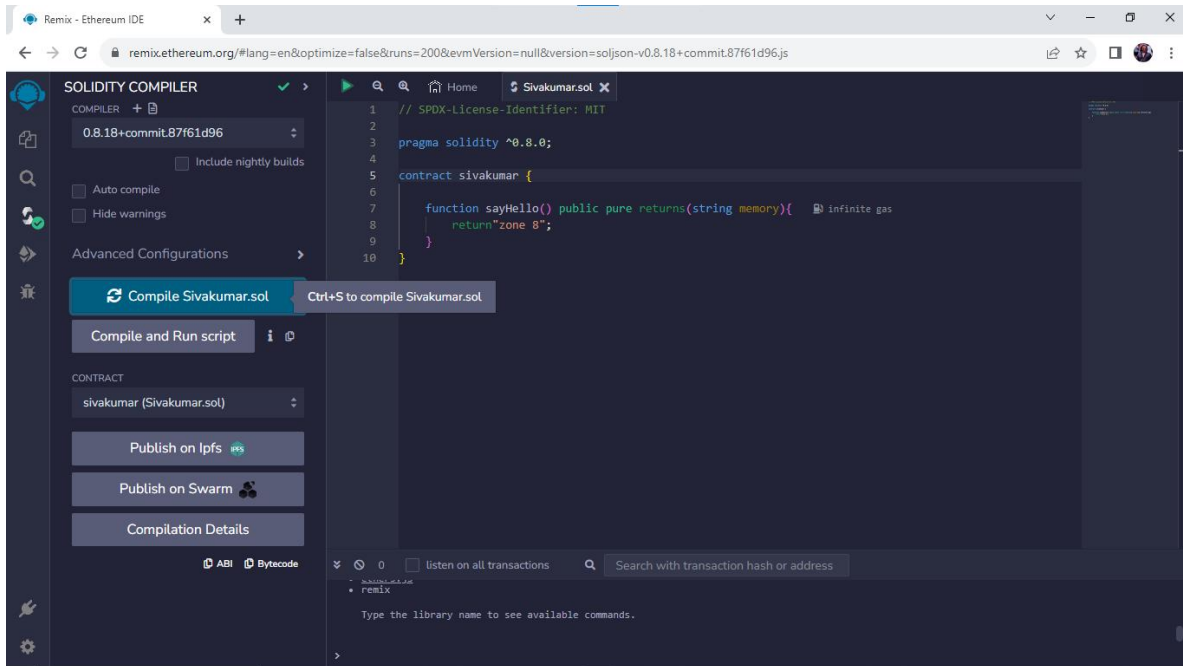 Remix - Ethereum IDE
remix.ethereum.org/#lang=en&optimize=false&runs=200&evmVersion=null&version=soljson-v0.8.18+commit.87f61d96.js
SOLIDITY COMPILER
COMPILER
0.8.18+commit.87f61d96
Include nightly builds
Auto compile
Hide warnings
Advanced Configurations
Compile Sivakumar.sol
Ctrl+S to compile Sivakumar.sol
Compile and Run script
CONTRACT
sivakumar (Sivakumar.sol)
Publish on Ipfs IPFS
Publish on Swarm
Compilation Details
ABI Bytecode
Home Sivakumar.sol
1 // SPDX-License-Identifier: MIT
2
3 pragma solidity ^0.8.0;
4
5 contract sivakumar {
6
7 function sayHello() public pure returns(string memory){ infinite gas
8 return"zone 8";
9 }
10 }
0 listen on all transactions Search with transaction hash or address
• remix
Type the library name to see available commands.
>